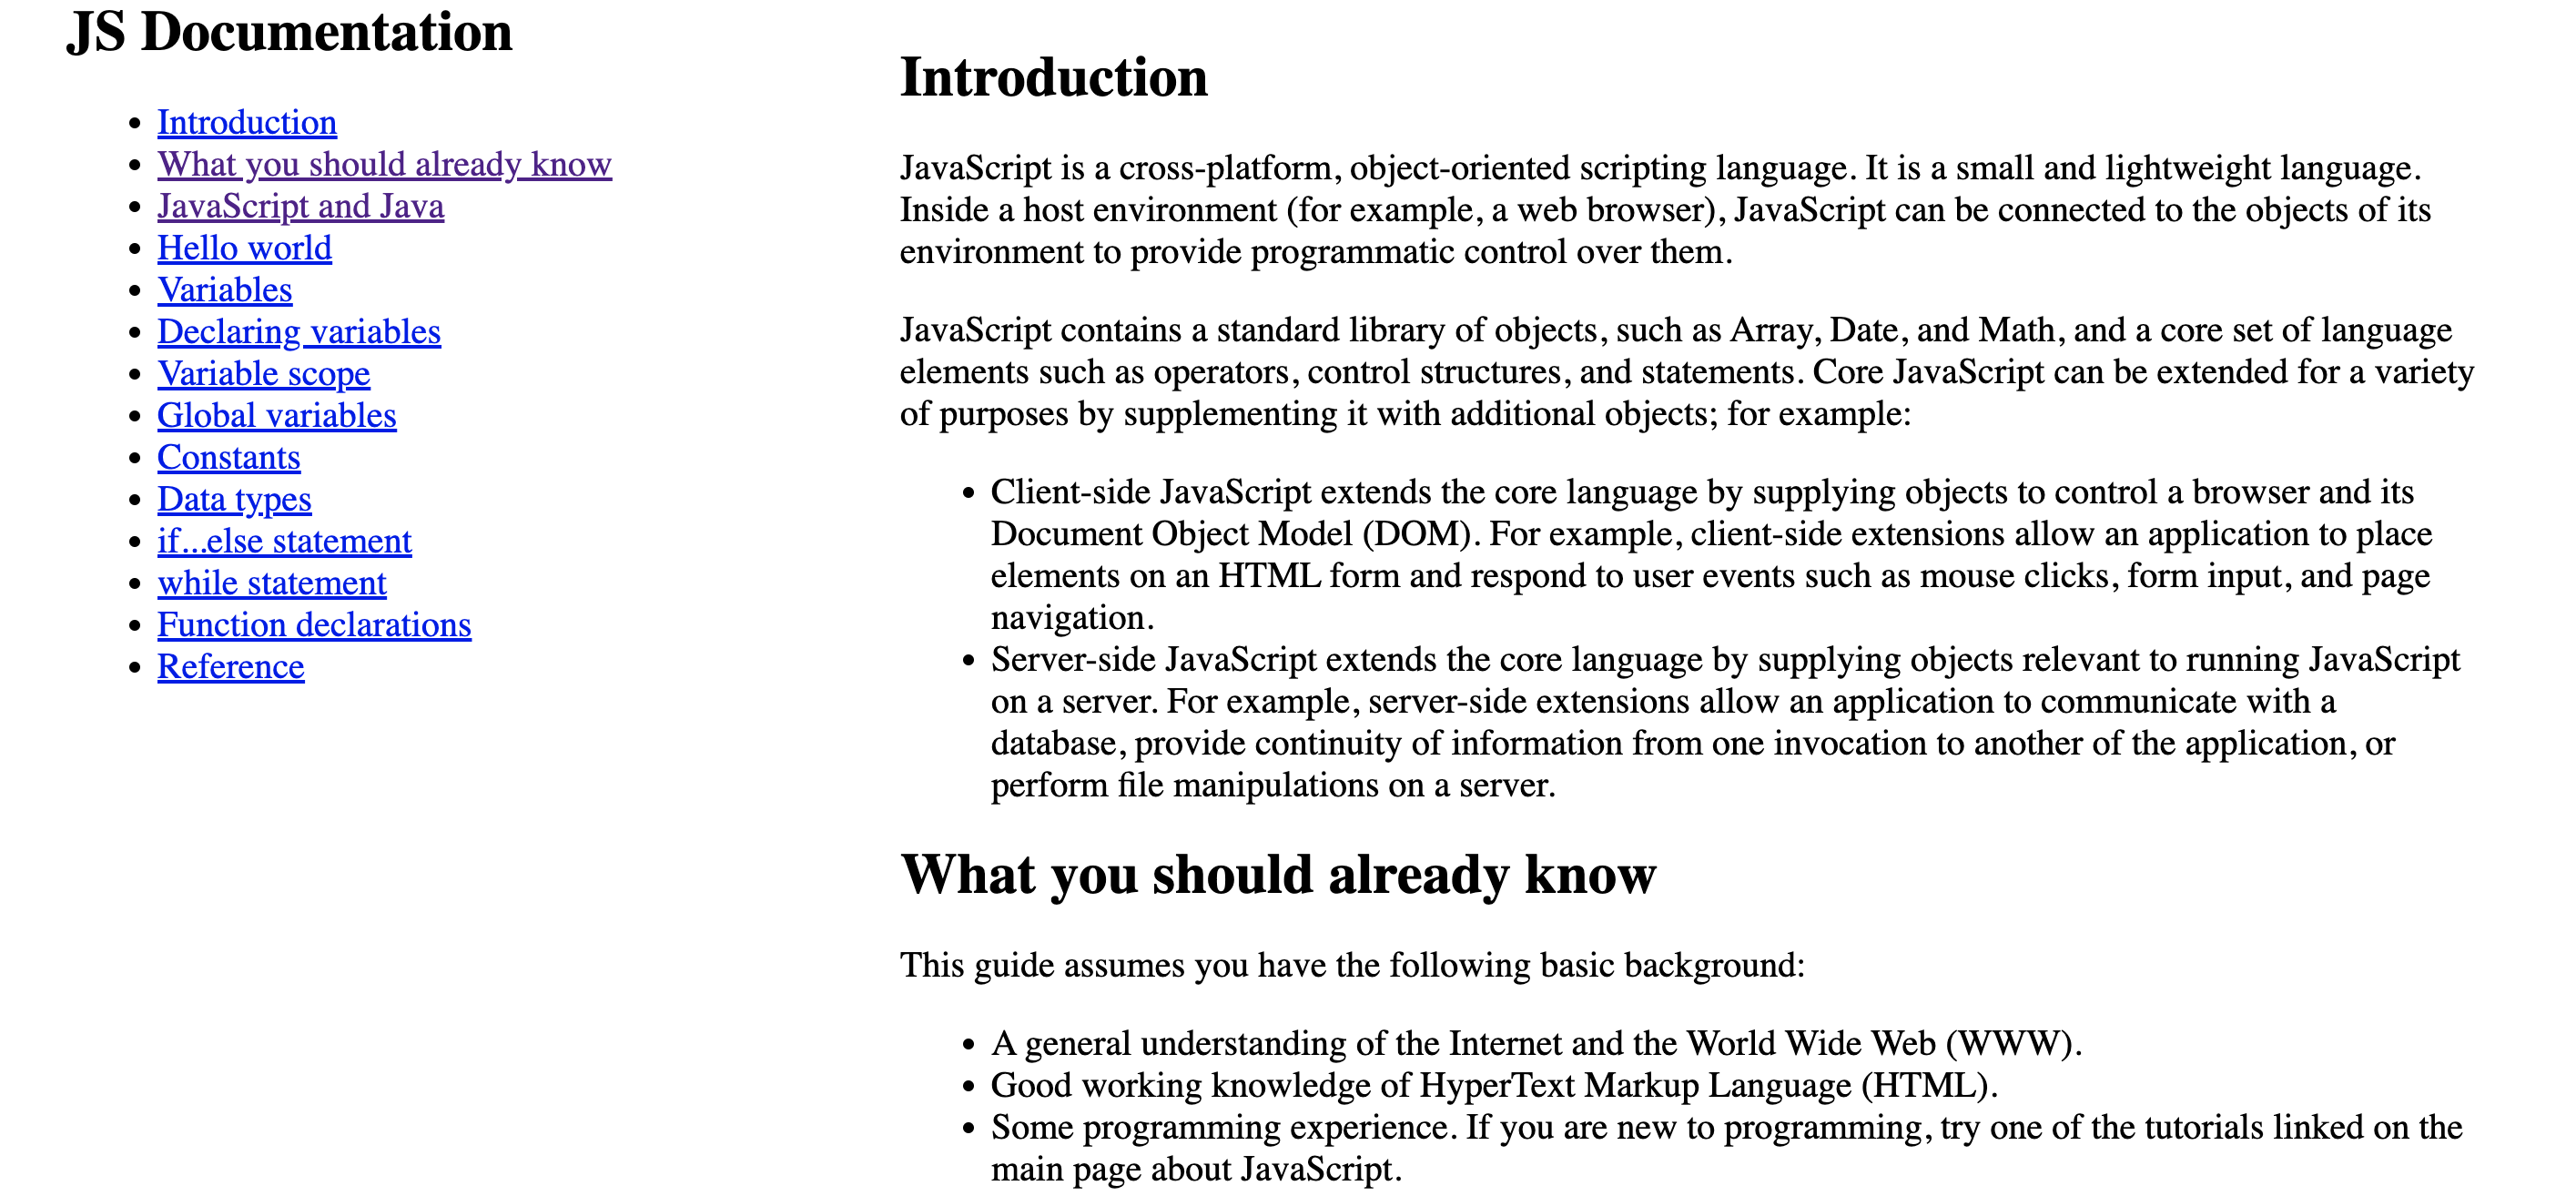 JS Documentation
Introduction
What you should already know
JavaScript and Java
Hello world
Variables
Declaring variables
Variable scope
Global variables
Constants
Data types
if...else statement
while statement
Function declarations
Reference
Introduction
JavaScript is a cross-platform, object-oriented scripting language. It is a small and lightweight language.
Inside a host environment (for example, a web browser), JavaScript can be connected to the objects of its
environment to provide programmatic control over them.
JavaScript contains a standard library of objects, such as Array, Date, and Math, and a core set of language
elements such as operators, control structures, and statements. Core JavaScript can be extended for a variety
of purposes by supplementing it with additional objects; for example:
Client-side JavaScript extends the core language by supplying objects to control a browser and its
Document Object Model (DOM). For example, client-side extensions allow an application to place
elements on an HTML form and respond to user events such as mouse clicks, form input, and page
navigation.
Server-side JavaScript extends the core language by supplying objects relevant to running JavaScript
on a server. For example, server-side extensions allow an application to communicate with a
database, provide continuity of information from one invocation to another of the application, or
perform file manipulations on a server.
What you should already know
This guide assumes you have the following basic background:
A general understanding of the Internet and the World Wide Web (WWW).
Good working knowledge of HyperText Markup Language (HTML).
Some programming experience. If you are new to programming, try one of the tutorials linked on the
main page about JavaScript.